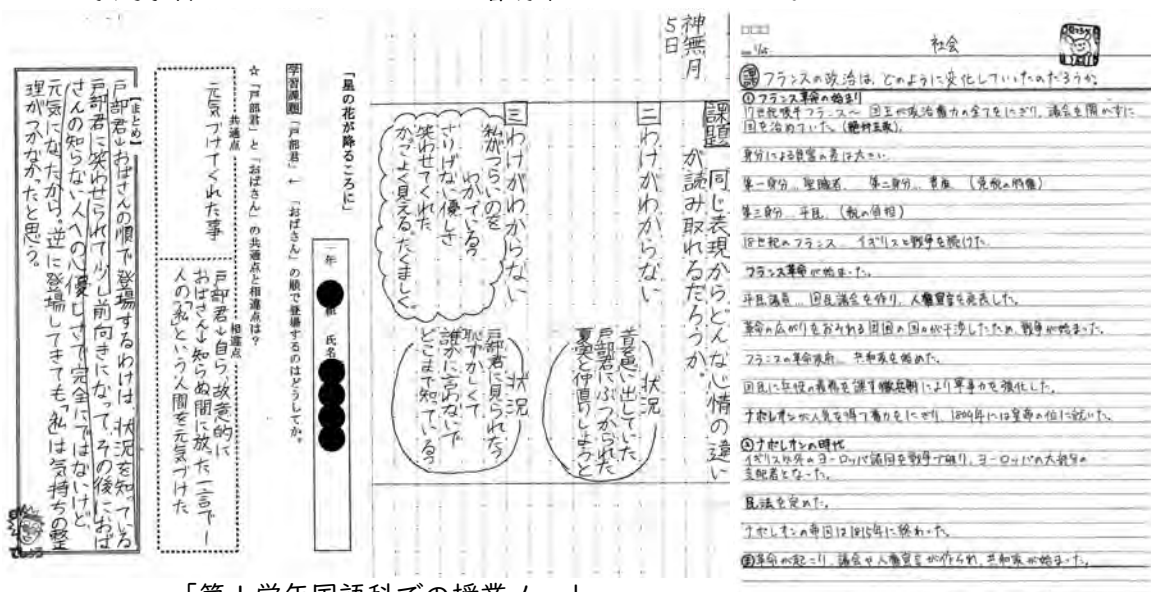 「星の花が降るころに」
一年 組 氏名
学習課題 「戸部君」←「おばさん」の順で登場するのはどうしてか。
☆「戸部君」と「おばさん」の共通点と相違点は？
共通点
元気づけてくれた事
相違点
戸部君→自ら、故意的に
おばさん→知らぬ間に放った一言で
人の「私」という人間を元気づけた
【まとめ】
戸部君→おばさんの順で登場するわけは、状況を知っている
戸部君に笑わせられて少し前向きになって、その後におば
さんの知らない人への優しさで完全にではないけど、
元気になったから。逆に登場してきても「私」は気持ちの整
理がつかなかったと思う。
神無月
5日
課題 同じ表現からどんな心情の違い
が読み取れるだろうか。
二 わけがわからない
状況
昔を思い出していた
戸部君にぶつかられた
夏実と仲直りしようと
三 わけがわからない
状況
戸部君に見られたら
恥ずかしくて
誰かに言わないで
どこまで知っている？
私がつらいのを
わかっている？
さりげない優しさ
笑わせてくれた
かっこよく見える。たくましく
社会
課 フランスの政治は、どのように変化していったのだろうか。
①フランス革命の始まり
17世紀後半フランス〜 国王が政治権力の全てをにぎり、議会を開かずに
国を治めていた。(絶対王政)。
身分による貧富の差は大きい。
第一身分…聖職者、 第二身分…貴族 (免税の特権)
第三身分…平民 (税の負担)
18世紀のフランス…イギリスと戦争を続けた。
フランス革命が始まった。
平民議員…国民議会を作り、人権宣言を発表した。
革命の広がりをおそれる周囲の国々が干渉したため、戦争が始まった。
フランスの革命政府…共和政を始めた。
国民に兵役の義務を課す徴兵制により軍事力を強化した。
ナポレオンが人気を得て権力をにぎり、1804年には皇帝の位に就いた。
②ナポレオンの時代
イギリス以外のヨーロッパ諸国を戦争で破り、ヨーロッパの大部分の
支配者となった。
民法を定めた。
ナポレオンの帝国は1815年に終わった。
革命が起こり、議会や人権宣言が作られ、共和政が始まった。